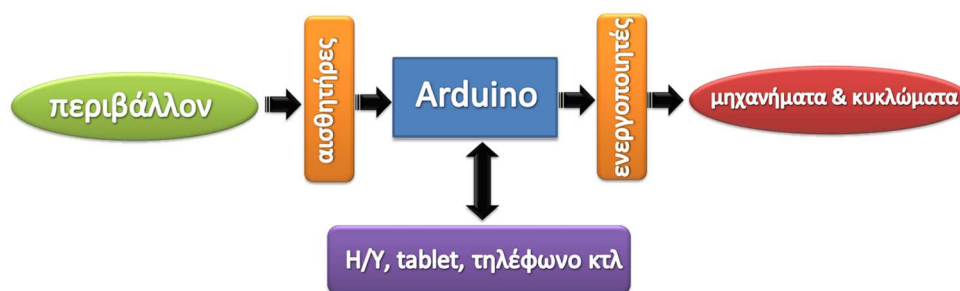 περιβάλλον
αισθητήρες
Arduino
ενεργοποιητές
μηχανήματα & κυκλώματα
Η/Υ, tablet, τηλέφωνο κτλ